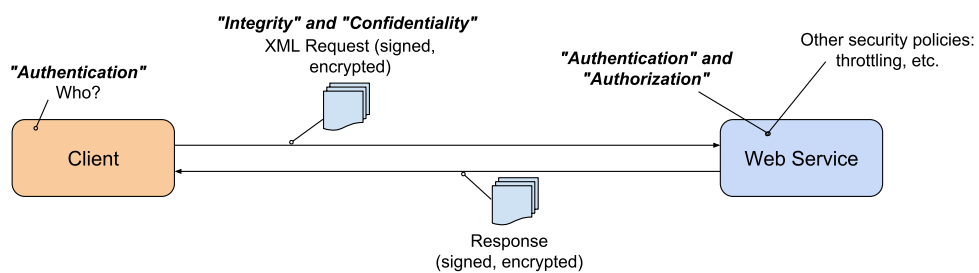 "Integrity" and "Confidentiality"
XML Request (signed,
encrypted)
"Authentication"
Who?
"Authentication" and
"Authorization"
Other security policies:
throttling, etc.
Client
Web Service
Response
(signed, encrypted)